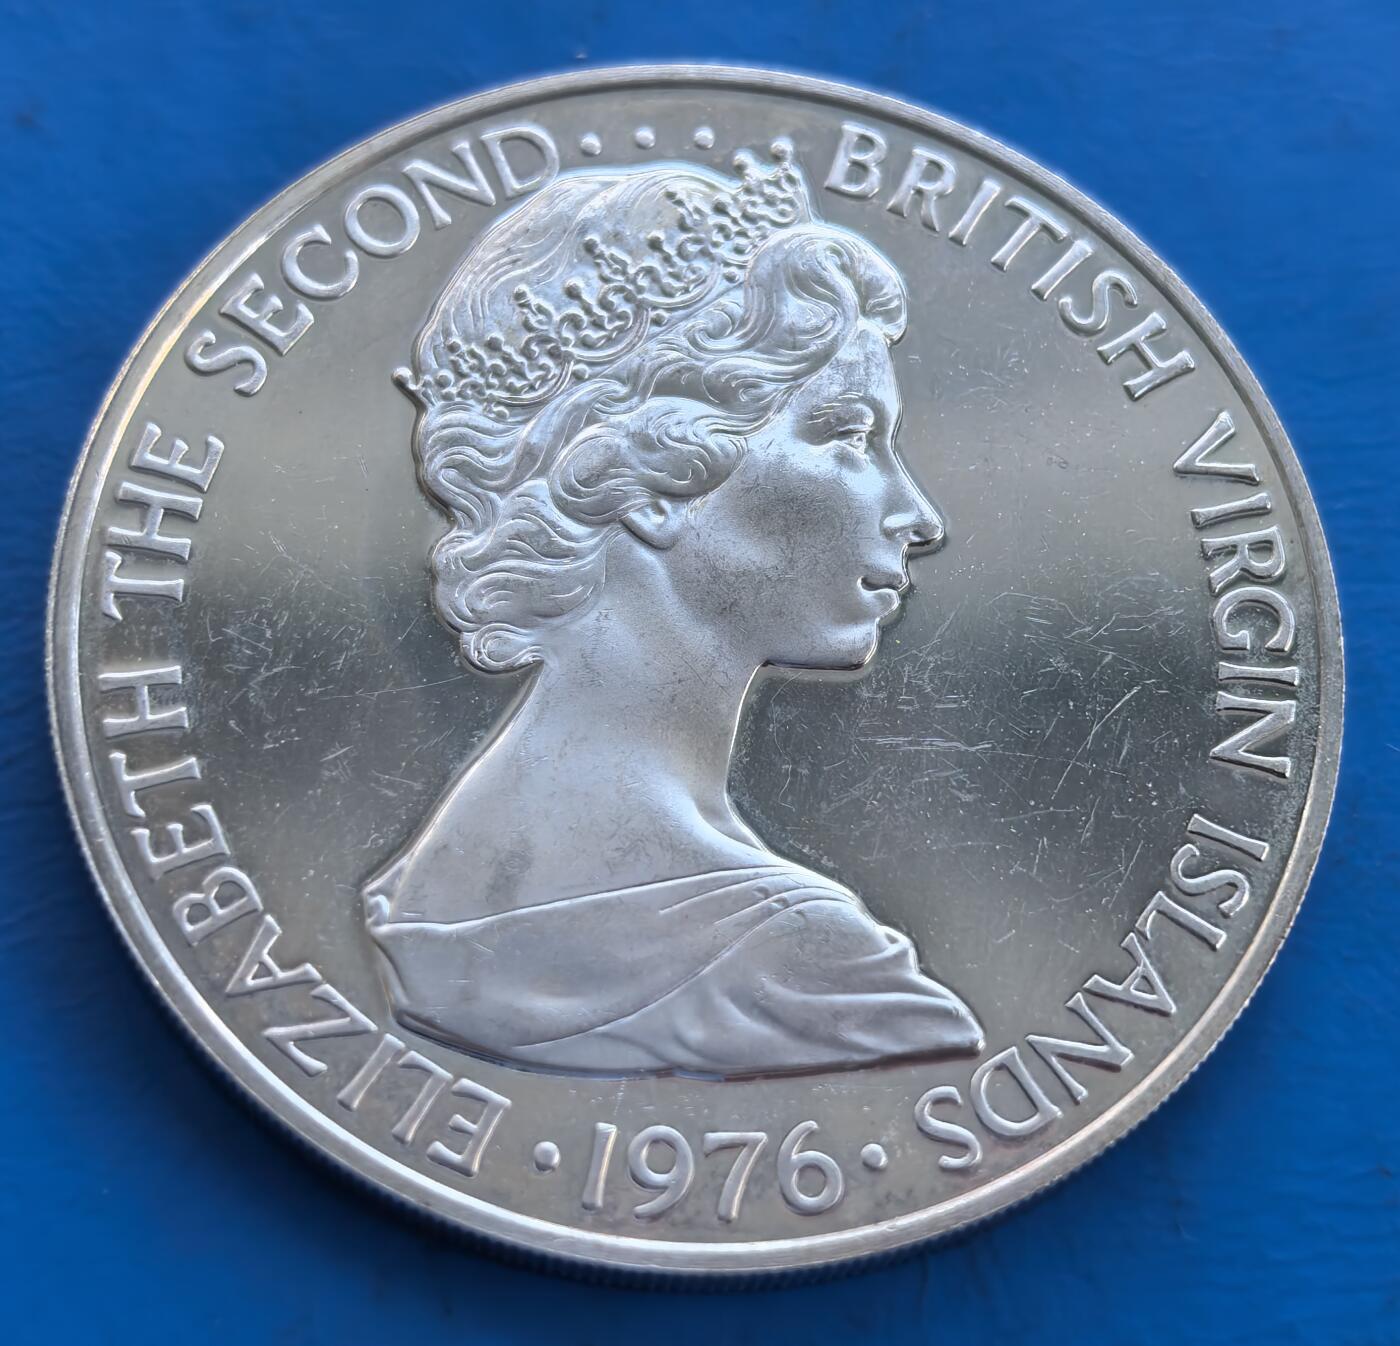 ELIZABETH THE SECOND.... BRITISH VIRGIN ISLANDS
· 1976 ·